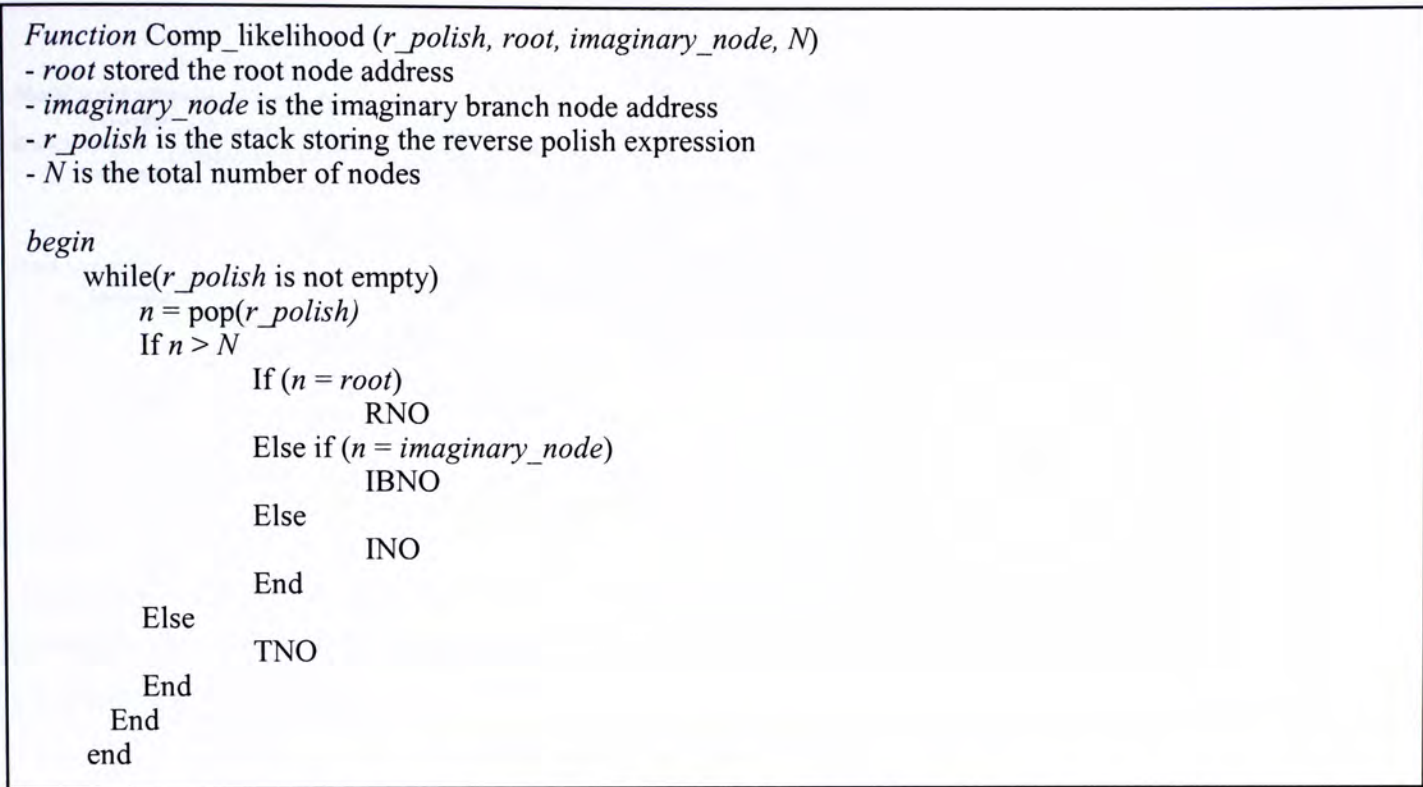 Function Comp_likelihood (r_polish, root, imaginary_node, N)
- root stored the root node address
- imaginary_node is the imaginary branch node address
- r_polish is the stack storing the reverse polish expression
- N is the total number of nodes
begin
while(r_polish is not empty)
n = pop(r_polish)
If n > N
If (n = root)
RNO
Else if (n = imaginary_node)
IBNO
Else
INO
End
Else
TNO
End
End
end